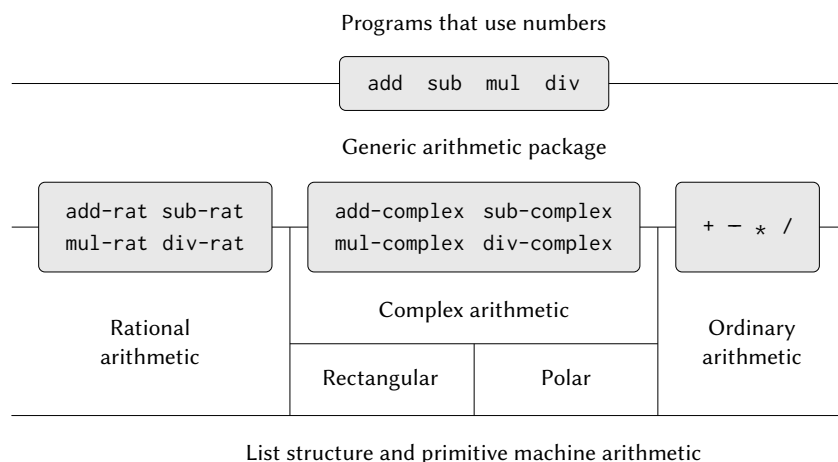 Programs that use numbers
add sub mul div
Generic arithmetic package
add-rat sub-rat
mul-rat div-rat
add-complex sub-complex
mul-complex div-complex
+ − * /
Rational
arithmetic
Complex arithmetic
Rectangular
Polar
Ordinary
arithmetic
List structure and primitive machine arithmetic